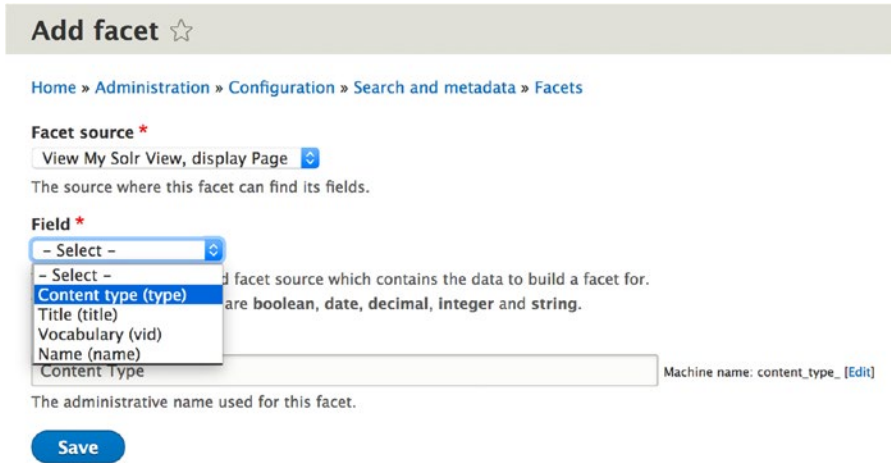 Add facet
Home » Administration » Configuration » Search and metadata » Facets
Facet source *
View My Solr View, display Page
The source where this facet can find its fields.
Field *
– Select –
– Select –
Content type (type)
Title (title)
Vocabulary (vid)
Name (name)
facet source which contains the data to build a facet for.
are boolean, date, decimal, integer and string.
Content Type
Machine name: content_type_ [Edit]
The administrative name used for this facet.
Save